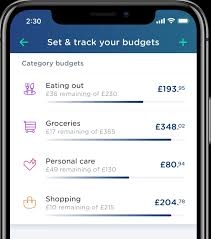 2:30
Set & track your budgets
Category budgets
Eating out
£36 remaining of £230
£193.95
Groceries
£17 remaining of £365
£348.02
Personal care
£49 remaining of £130
£80.94
Shopping
£10 remaining of £215
£204.78